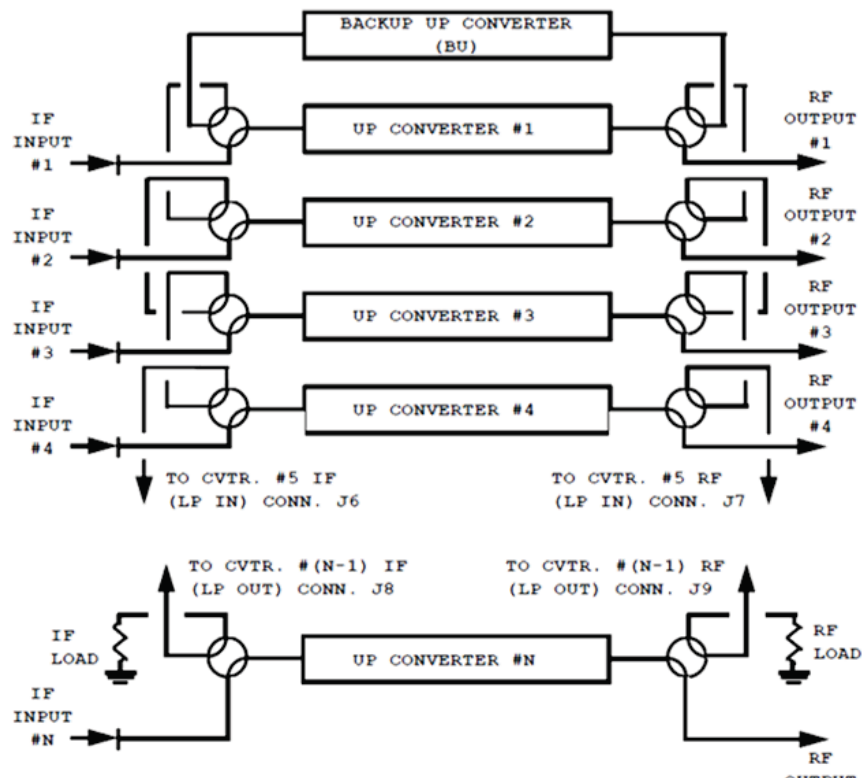 BACKUP UP CONVERTER
(BU)
IF
INPUT
#1
UP CONVERTER #1
RF
OUTPUT
#1
IF
INPUT
#2
UP CONVERTER #2
RF
OUTPUT
#2
IF
INPUT
#3
UP CONVERTER #3
RF
OUTPUT
#3
IF
INPUT
#4
UP CONVERTER #4
RF
OUTPUT
#4
TO CVTR. #5 IF
(LP IN) CONN. J6
TO CVTR. #5 RF
(LP IN) CONN. J7
TO CVTR. #(N-1) IF
(LP OUT) CONN. J8
TO CVTR. #(N-1) RF
(LP OUT) CONN. J9
IF
LOAD
UP CONVERTER #N
RF
LOAD
IF
INPUT
#N
RF
OUTPUT